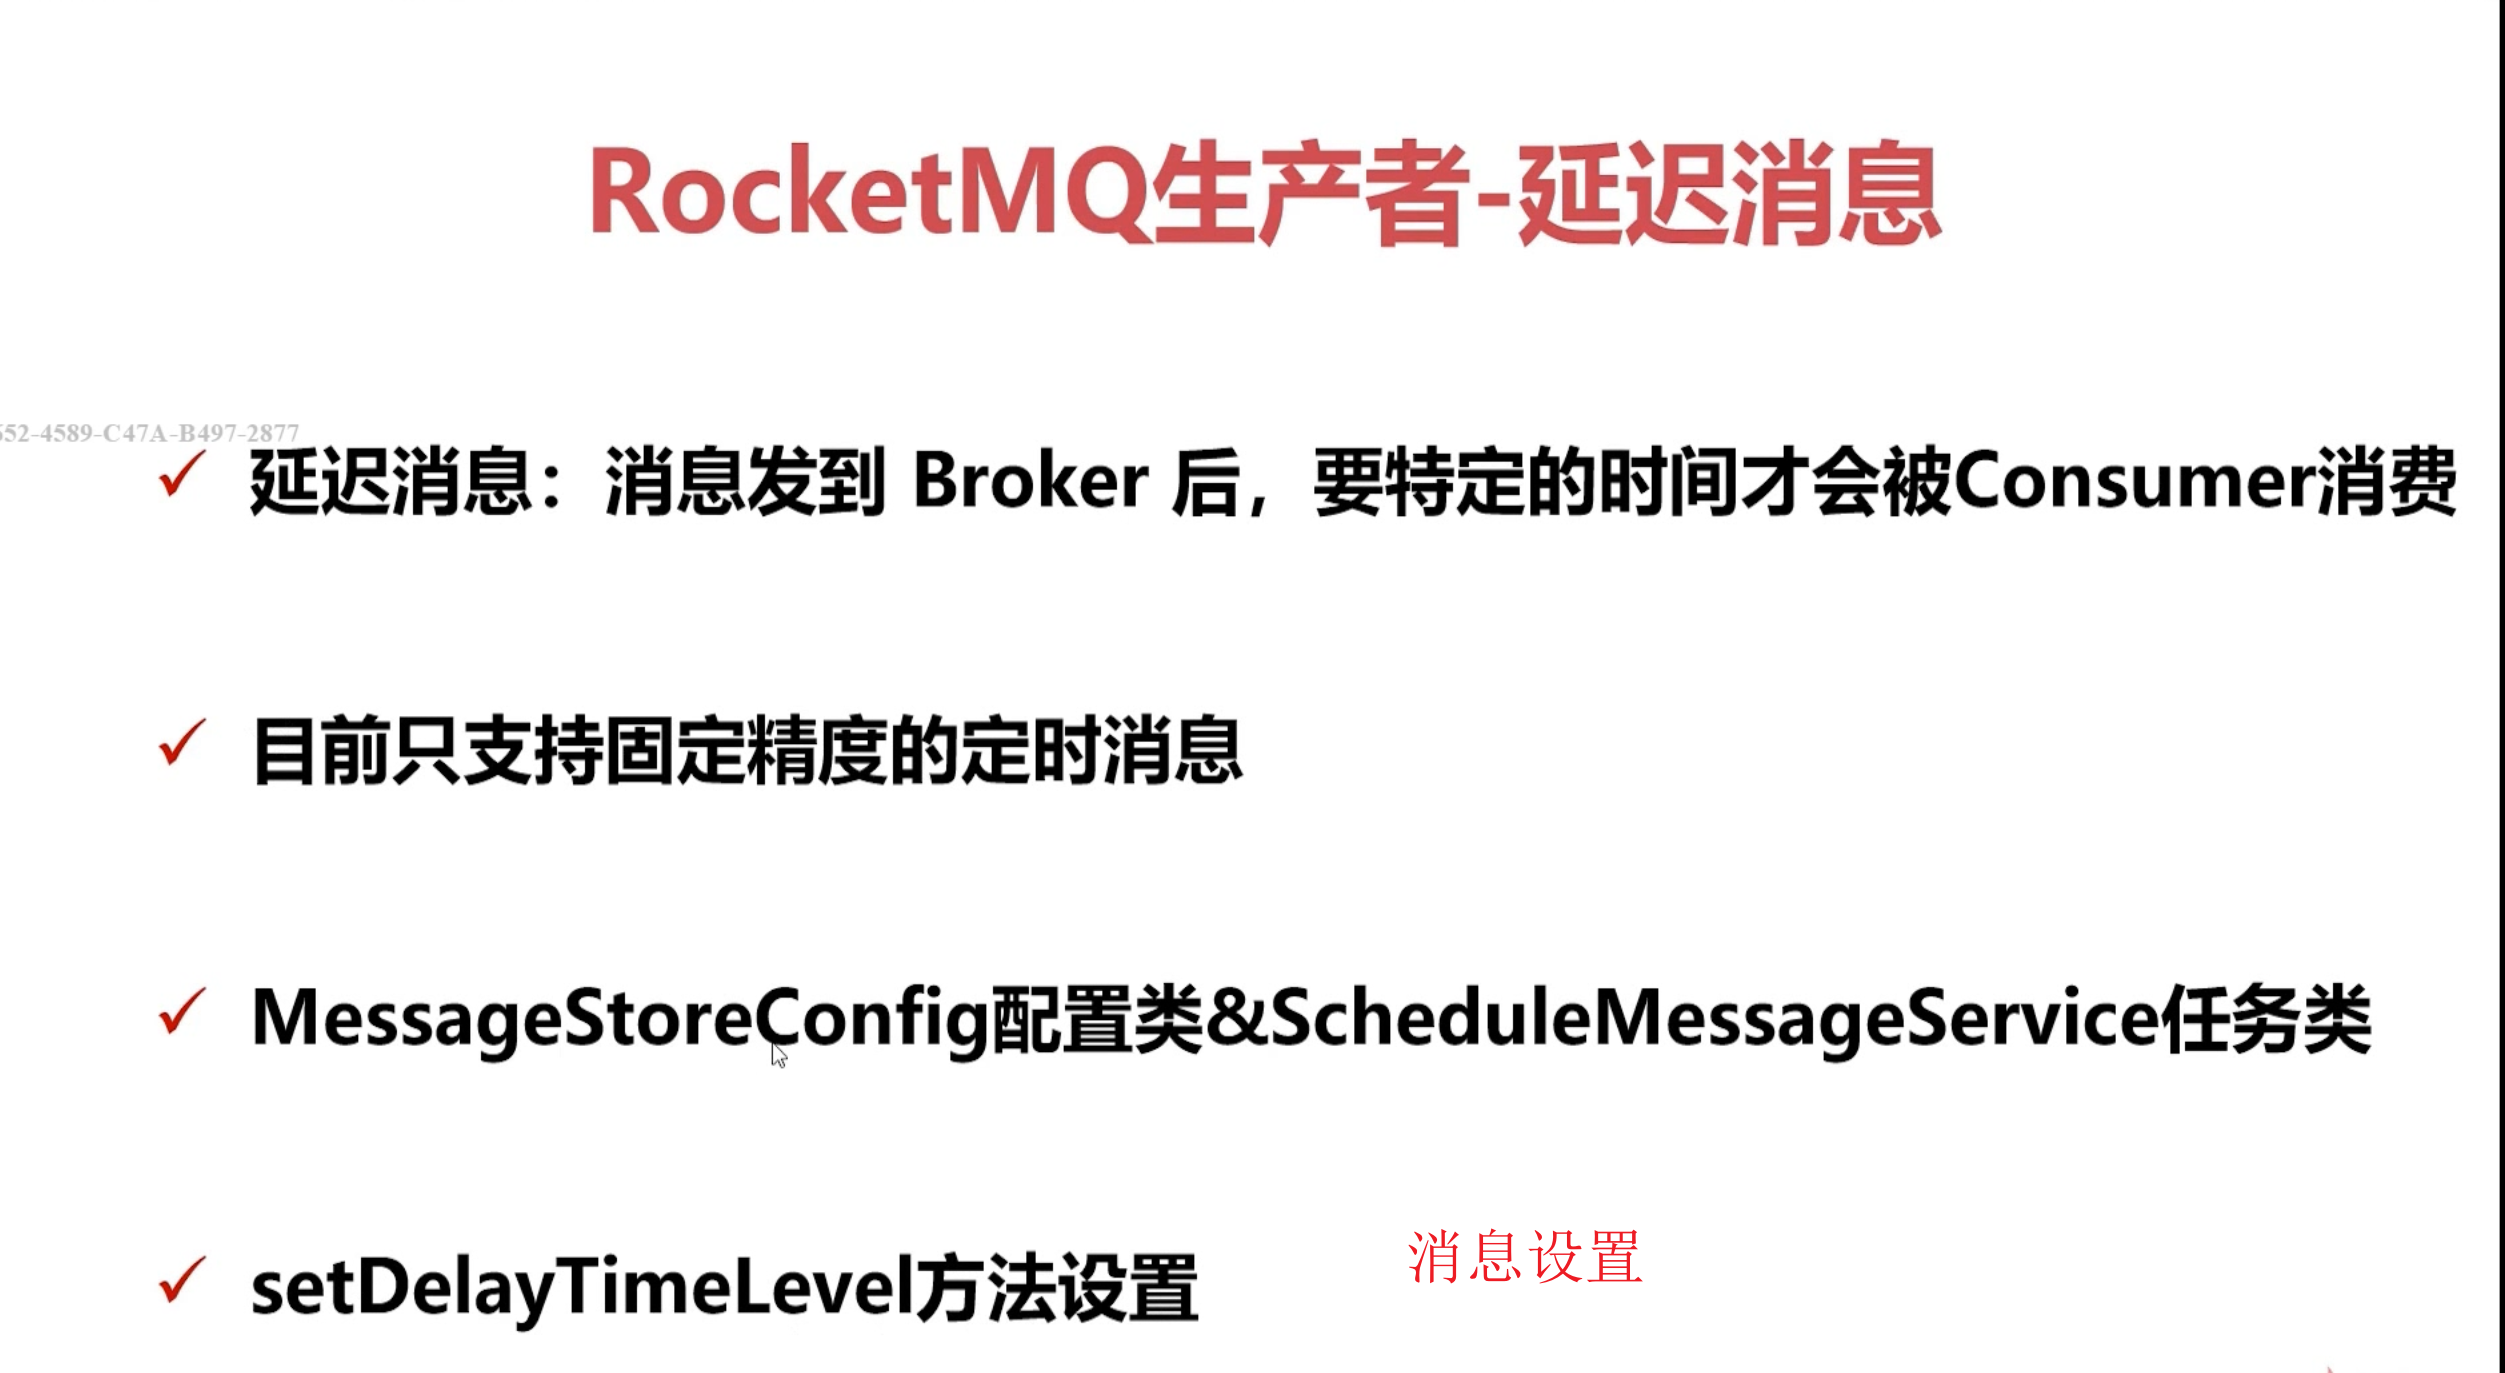 RocketMQ生产者-延迟消息
52-4589-C47A-B497-2877
延迟消息：消息发到 Broker 后，要特定的时间才会被Consumer消费
目前只支持固定精度的定时消息
MessageStoreConfig配置类&ScheduleMessageService任务类
setDelayTimeLevel方法设置
消息设置